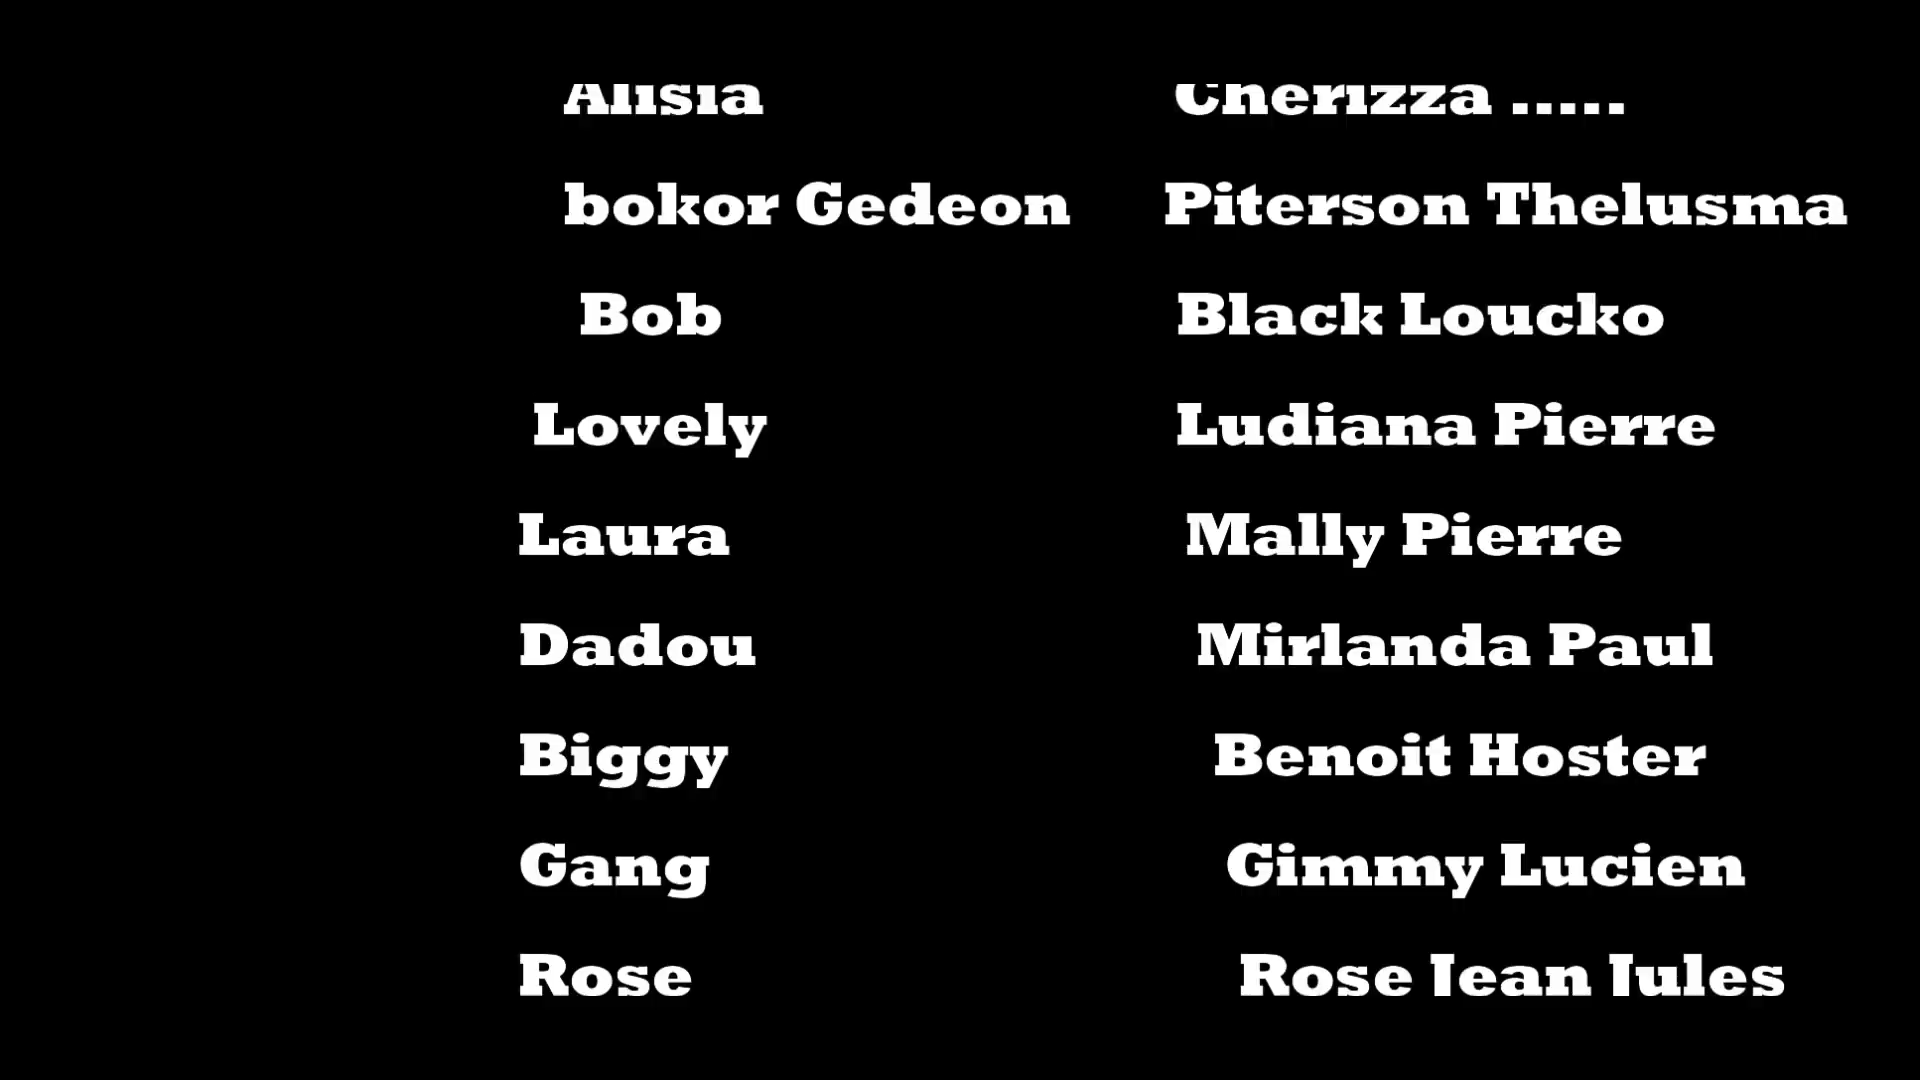 Alisia Cherizza .....
bokor Gedeon Piterson Thelusma
Bob Black Loucko
Lovely Ludiana Pierre
Laura Mally Pierre
Dadou Mirlanda Paul
Biggy Benoit Hoster
Gang Gimmy Lucien
Rose Rose Jean Jules